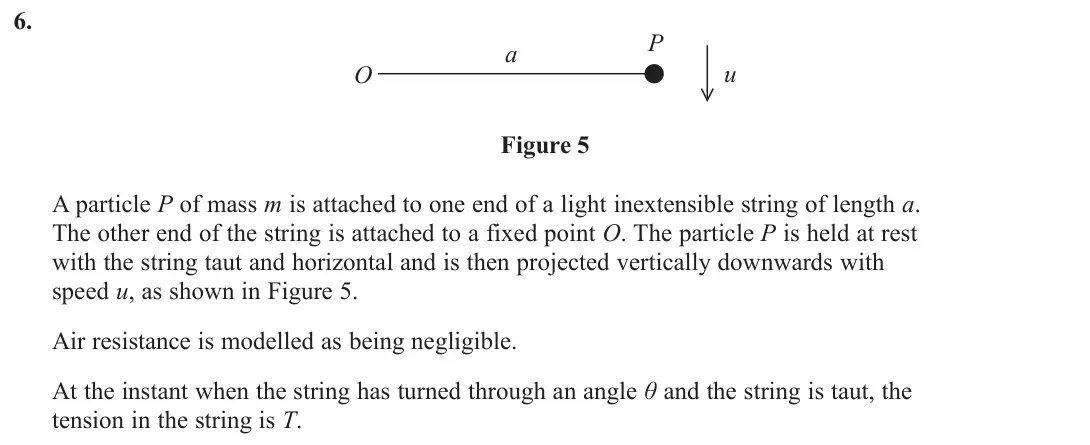 6.
P
a
O
u
Figure 5
A particle P of mass m is attached to one end of a light inextensible string of length a.
The other end of the string is attached to a fixed point O. The particle P is held at rest
with the string taut and horizontal and is then projected vertically downwards with
speed u, as shown in Figure 5.
Air resistance is modelled as being negligible.
At the instant when the string has turned through an angle θ and the string is taut, the
tension in the string is T.